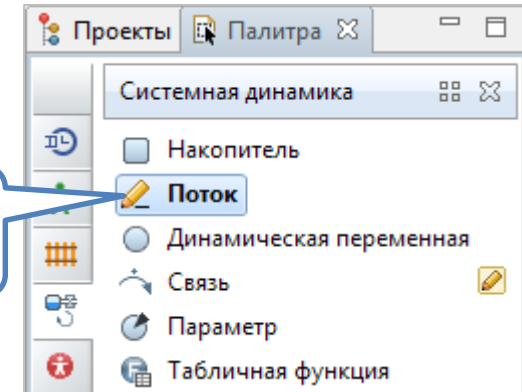 Проекты Палитра
Системная динамика
Накопитель
Поток
Динамическая переменная
Связь
Параметр
Табличная функция